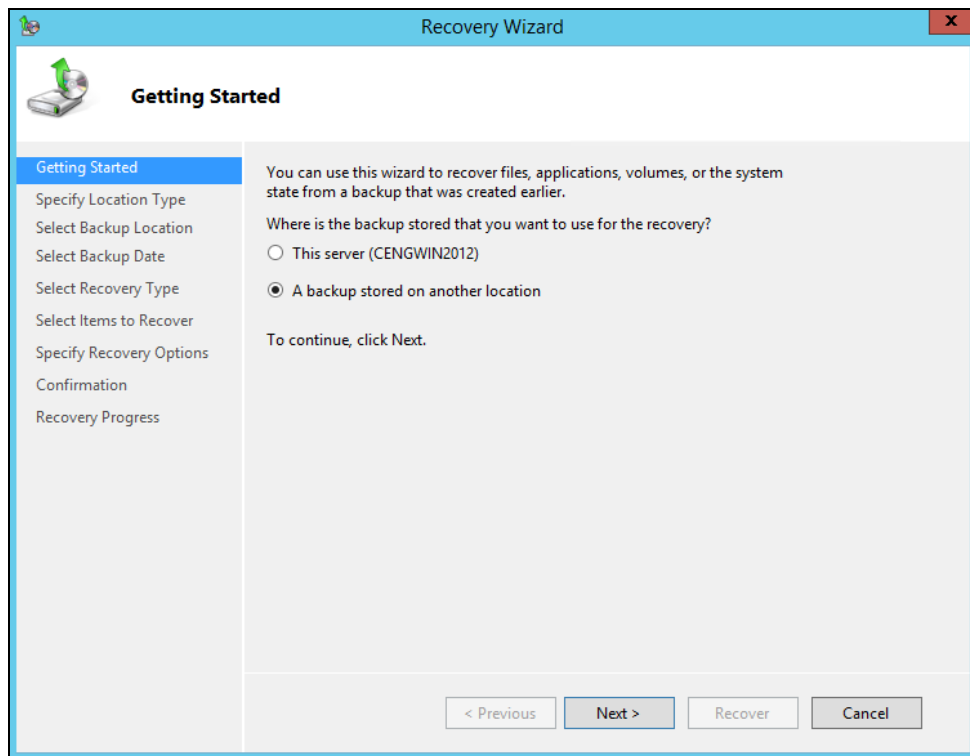 Recovery Wizard
x
Getting Started
Getting Started
Specify Location Type
Select Backup Location
Select Backup Date
Select Recovery Type
Select Items to Recover
Specify Recovery Options
Confirmation
Recovery Progress
You can use this wizard to recover files, applications, volumes, or the system
state from a backup that was created earlier.
Where is the backup stored that you want to use for the recovery?
This server (CENGWIN2012)
A backup stored on another location
To continue, click Next.
< Previous
Next >
Recover
Cancel